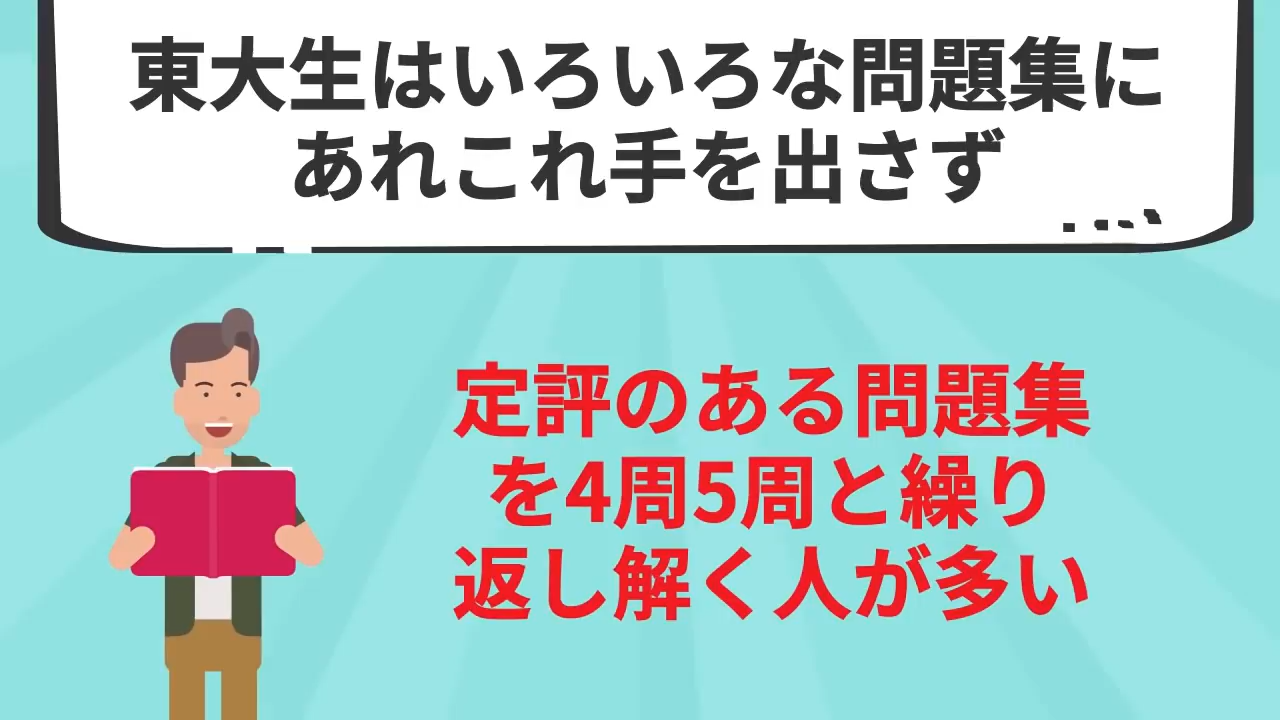 東大生はいろいろな問題集に
あれこれ手を出さず
定評のある問題集
を4周5周と繰り
返し解く人が多い